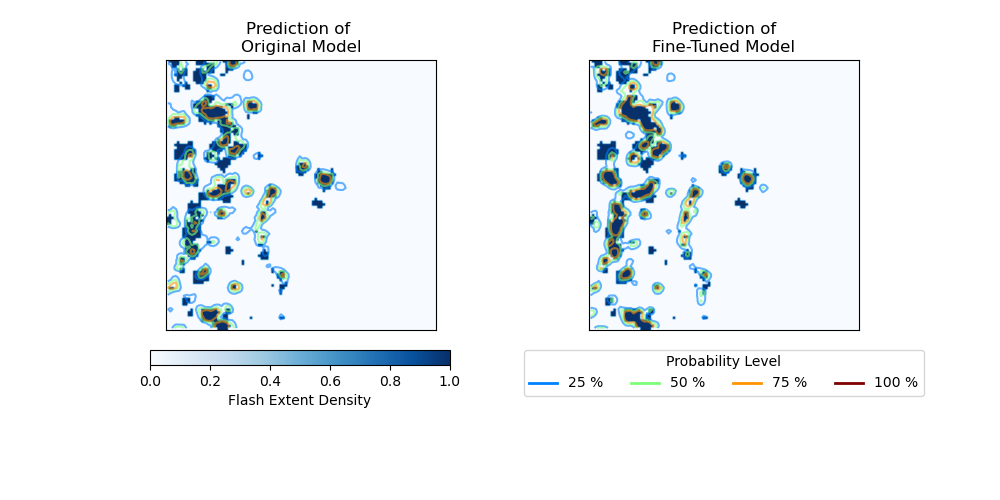 Prediction of
Original Model
Prediction of
Fine-Tuned Model
0.0 0.2 0.4 0.6 0.8 1.0
Flash Extent Density
Probability Level
25 % 50 % 75 % 100 %